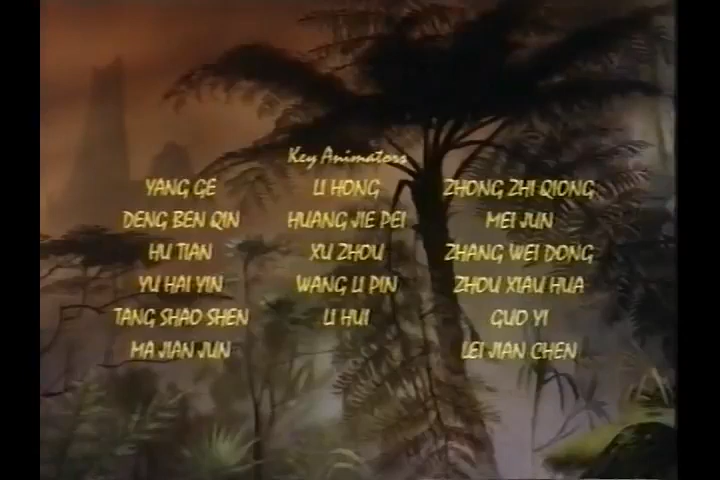 Key Animators
YANG GE LI HONG ZHONG ZHI QIONG
DENG BEN QIN HUANG JIE PEI MEI JUN
HU TIAN XU ZHOU ZHANG WEI DONG
YU HAI YIN WANG LI PIN ZHOU XIAU HUA
TANG SHAO SHEN LI HUI GUO YI
MA JIAN JUN LEI JIAN CHEN